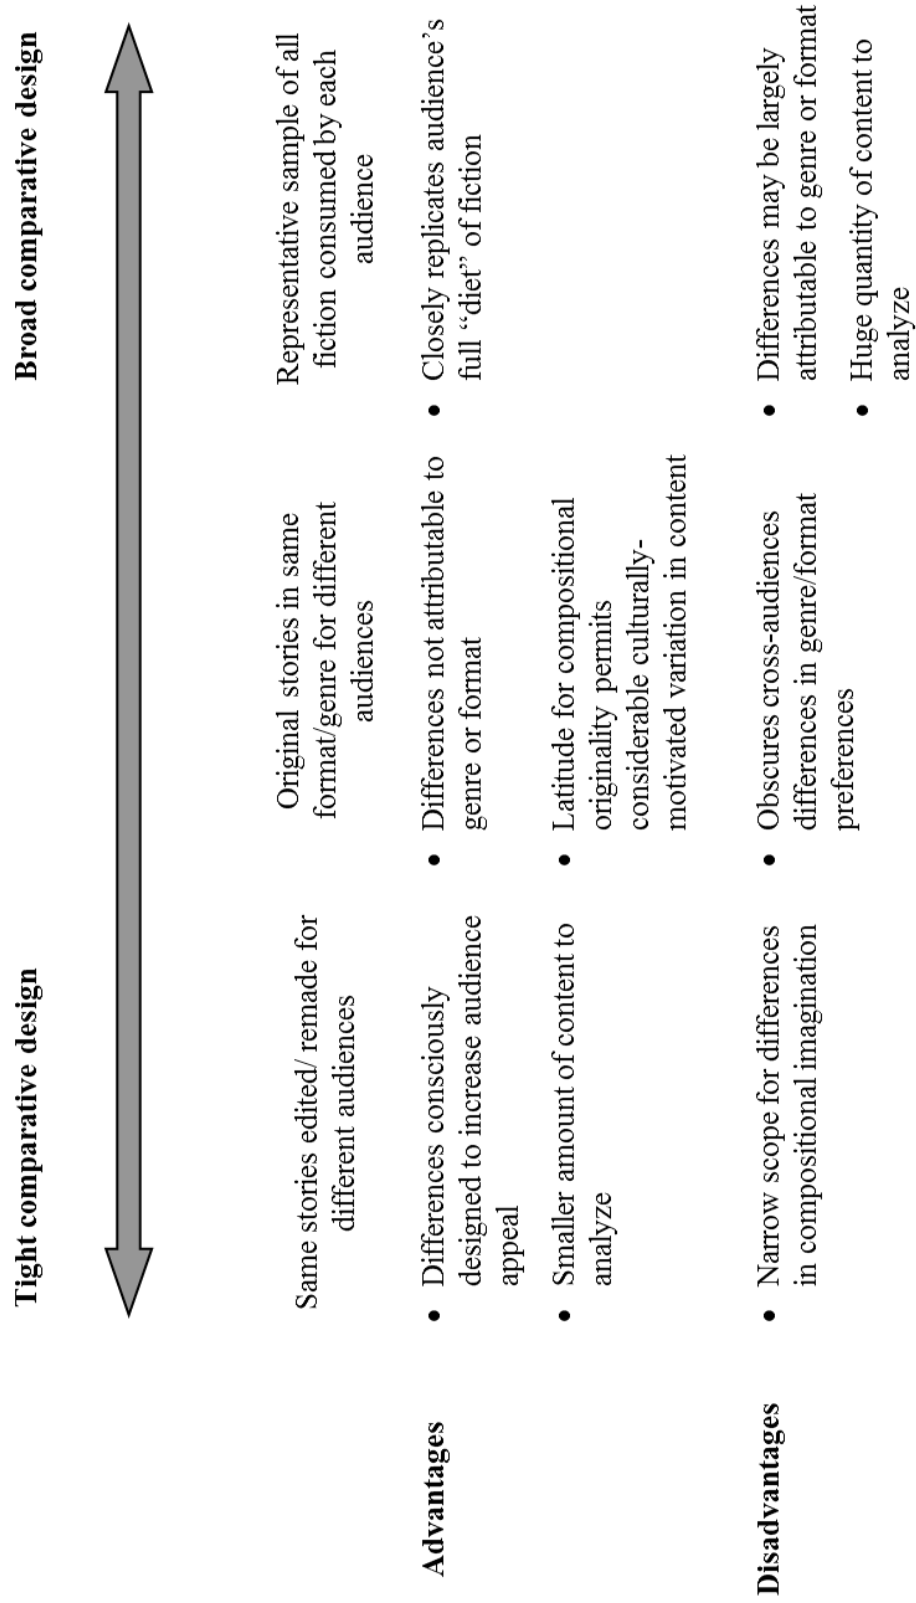 Tight comparative design
Broad comparative design
Same stories edited/ remade for
different audiences
Original stories in same
format/genre for different
audiences
Representative sample of all
fiction consumed by each
audience
Advantages
• Differences consciously
designed to increase audience
appeal
• Smaller amount of content to
analyze
• Differences not attributable to
genre or format
• Latitude for compositional
originality permits
considerable culturally-
motivated variation in content
• Closely replicates audience’s
full “diet” of fiction
Disadvantages
• Narrow scope for differences
in compositional imagination
• Obscures cross-audiences
differences in genre/format
preferences
• Differences may be largely
attributable to genre or format
• Huge quantity of content to
analyze